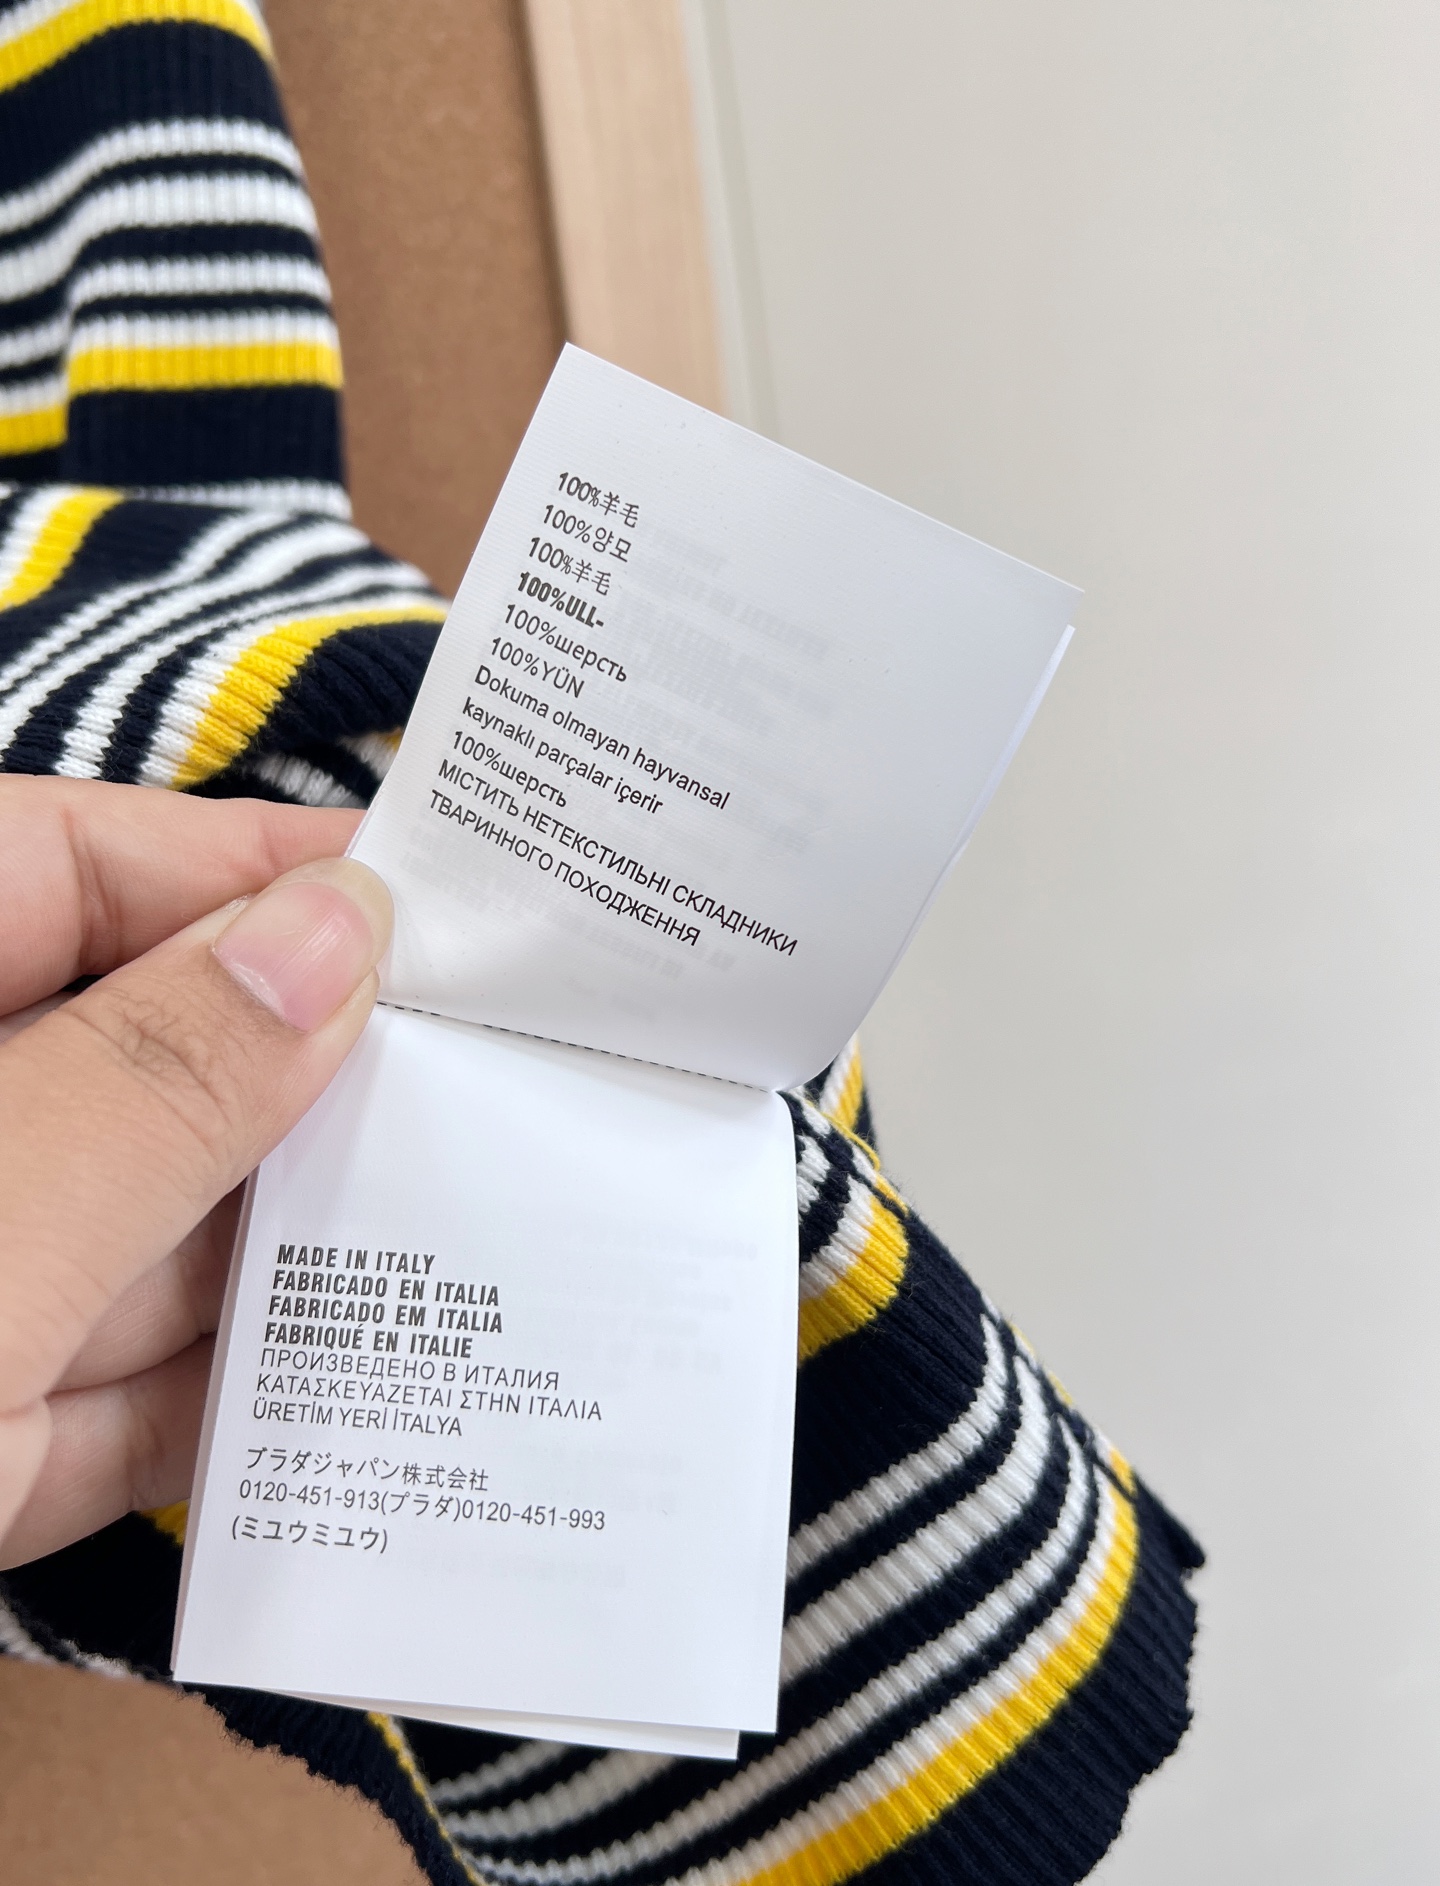 100%羊毛
100%양모
100%羊毛
100%ULL-
100%шерсть
100%YÜN
Dokuma olmayan hayvansal
kaynaklı parçalar içerir
100%шерсть
МІСТИТЬ НЕТЕКСТИЛЬНІ СКЛАДНИКИ
ТВАРИННОГО ПОХОДЖЕННЯ
MADE IN ITALY
FABRICADO EN ITALIA
FABRICADO EM ITALIA
FABRIQUÉ EN ITALIE
ПРОИЗВЕДЕНО В ИТАЛИЯ
ΚΑΤΑΣΚΕΥΑΖΕΤΑΙ ΣΤΗΝ ΙΤΑΛΙΑ
ÜRETİM YERİ İTALYA
プラダジャパン株式会社
0120-451-913(プラダ)0120-451-993
(ミユウミユウ)